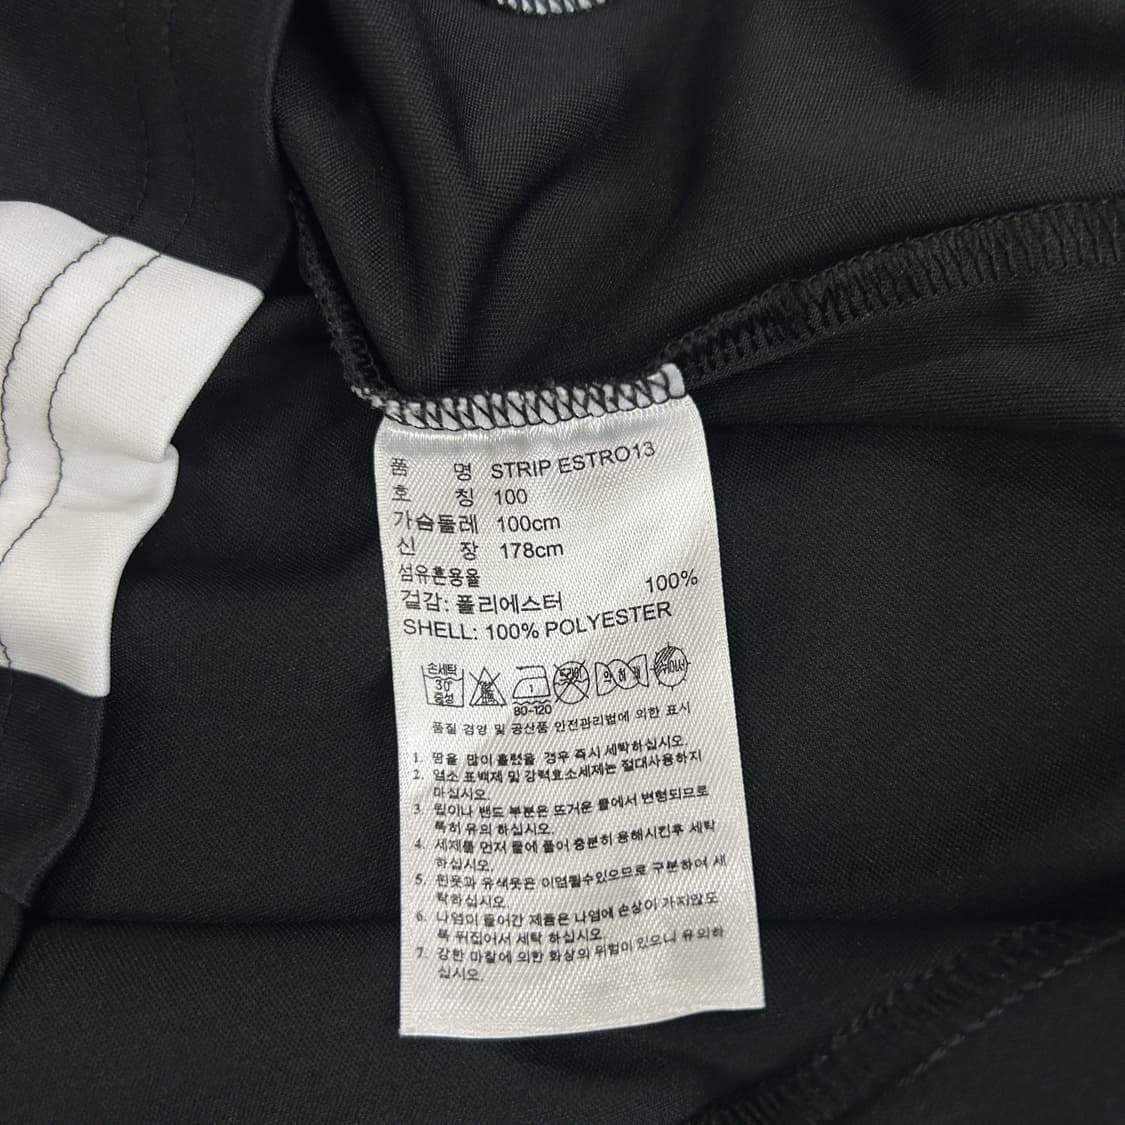 품 명 STRIP ESTRO13
호 칭 100
가슴둘레 100cm
신 장 178cm
섬유혼용율
겉감: 폴리에스터 100%
SHELL: 100% POLYESTER
손세탁
30°
중성
80-120
드라이
품질 경영 및 공산품 안전관리법에 의한 표시
1. 땀을 많이 흘렸을 경우 즉시 세탁하십시오.
2. 염소 표백제 및 강력효소세제는 절대사용하지
마십시오.
3. 립이나 밴드 부분은 뜨거운 물에서 변형되므로
특히 유의 하십시오.
4. 세제를 먼저 물에 풀어 충분히 용해시킨후 세탁
하십시오.
5. 흰옷과 유색옷은 이염될수있으므로 구분하여 세
탁하십시오.
6. 나염이 들어간 제품은 나염에 손상이 가지않도
록 뒤집어서 세탁 하십시오.
7. 강한 마찰에 의한 화상의 위험이 있으니 유의하
십시오.